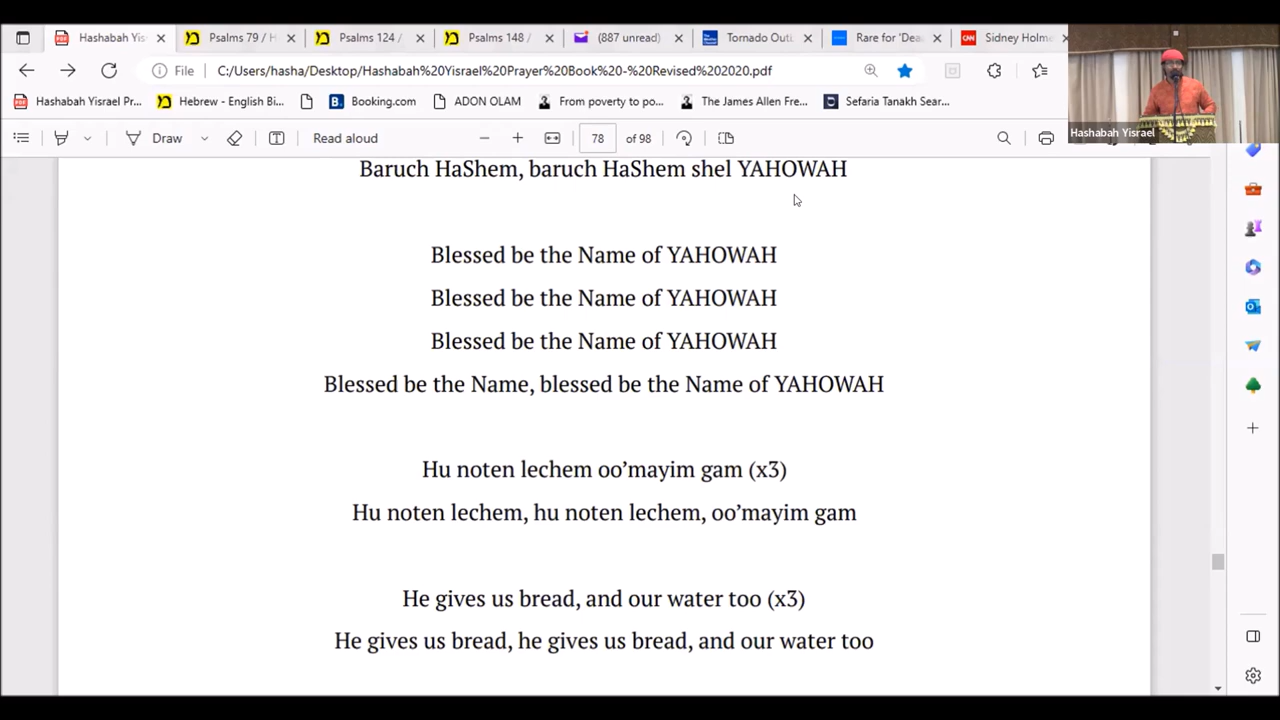 Hashabah Yis
Psalms 79 / H
Psalms 124 /
Psalms 148 /
(887 unread)
Tornado Outl
Rare for 'Dea
CNN
Sidney Holme
File
C:/Users/hasha/Desktop/Hashabah%20Yisrael%20Prayer%20Book%20-%20Revised%202020.pdf
Hashabah Yisrael Pr...
Hebrew - English Bi...
Booking.com
ADON OLAM
From poverty to po...
The James Allen Fre...
Sefaria Tanakh Sear...
Hashabah Yisrael
Draw
Read aloud
78
of 98
Baruch HaShem, baruch HaShem shel YAHOWAH
Blessed be the Name of YAHOWAH
Blessed be the Name of YAHOWAH
Blessed be the Name of YAHOWAH
Blessed be the Name, blessed be the Name of YAHOWAH
Hu noten lechem oo’mayim gam (x3)
Hu noten lechem, hu noten lechem, oo’mayim gam
He gives us bread, and our water too (x3)
He gives us bread, he gives us bread, and our water too